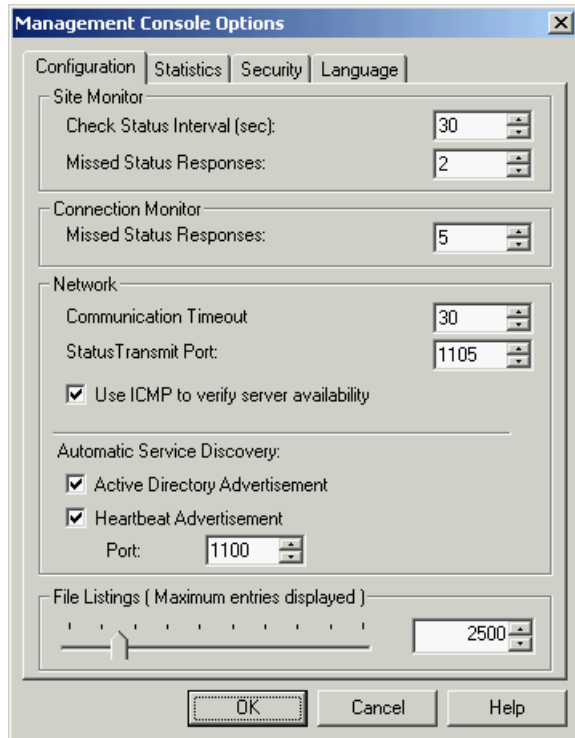 Management Console Options
Configuration Statistics Security Language
Site Monitor
Check Status Interval (sec): 30
Missed Status Responses: 2
Connection Monitor
Missed Status Responses: 5
Network
Communication Timeout 30
StatusTransmit Port: 1105
Use ICMP to verify server availability
Automatic Service Discovery:
Active Directory Advertisement
Heartbeat Advertisement
Port: 1100
File Listings ( Maximum entries displayed )
2500
OK Cancel Help